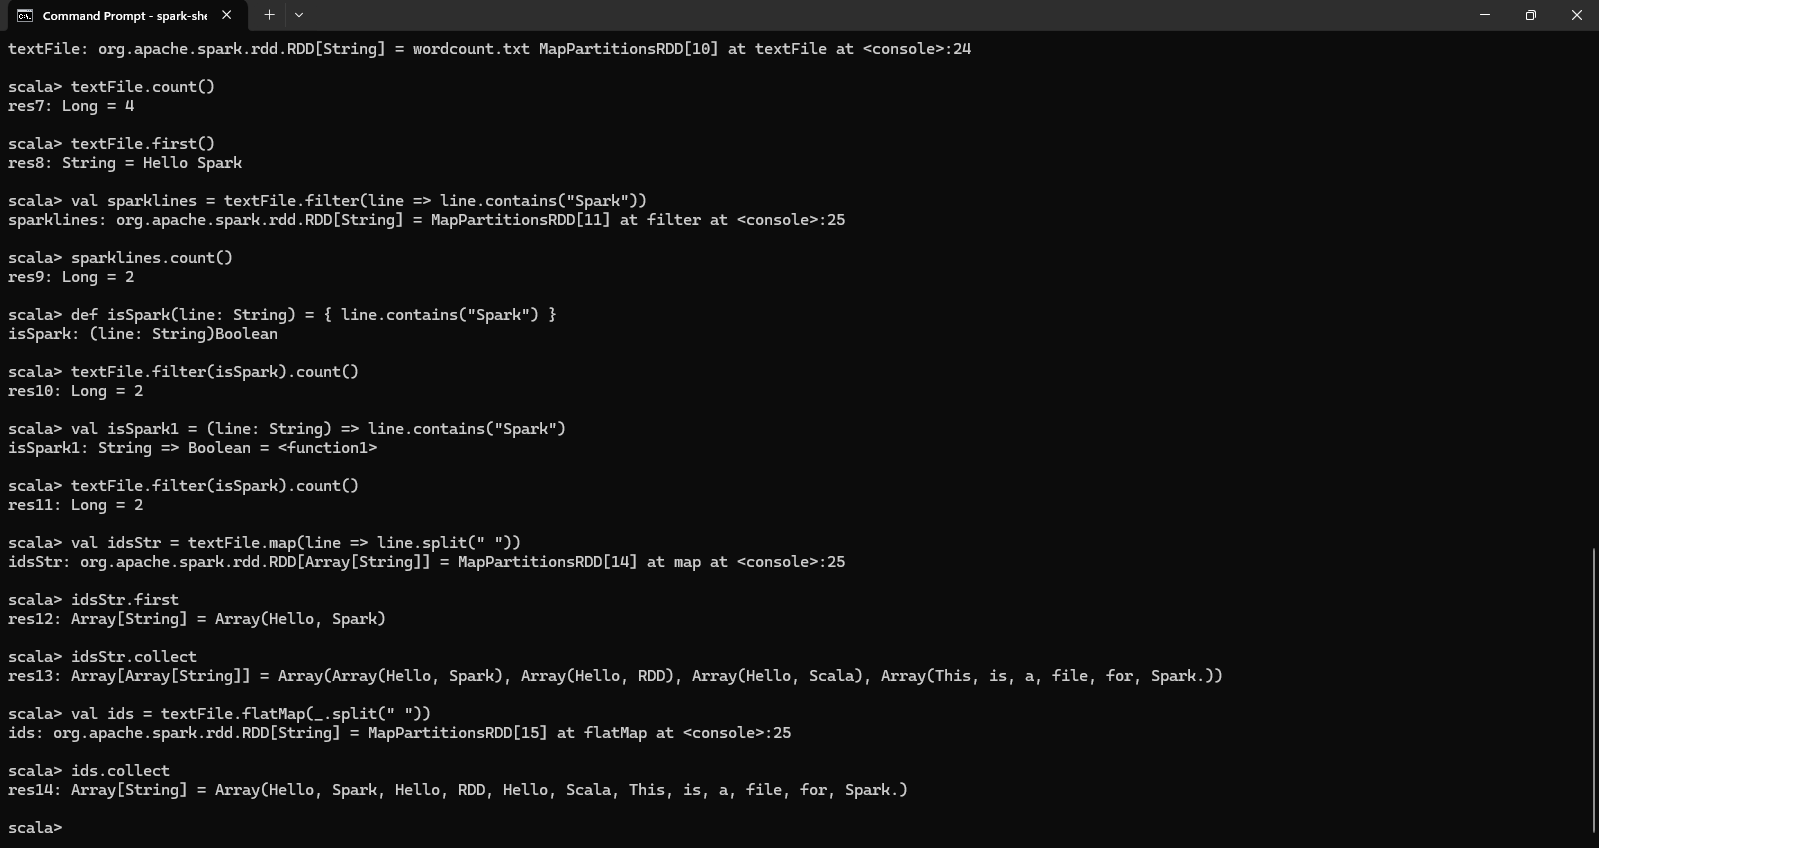 Command Prompt - spark-she
textFile: org.apache.spark.rdd.RDD[String] = wordcount.txt MapPartitionsRDD[10] at textFile at <console>:24
scala> textFile.count()
res7: Long = 4
scala> textFile.first()
res8: String = Hello Spark
scala> val sparklines = textFile.filter(line => line.contains("Spark"))
sparklines: org.apache.spark.rdd.RDD[String] = MapPartitionsRDD[11] at filter at <console>:25
scala> sparklines.count()
res9: Long = 2
scala> def isSpark(line: String) = { line.contains("Spark") }
isSpark: (line: String)Boolean
scala> textFile.filter(isSpark).count()
res10: Long = 2
scala> val isSpark1 = (line: String) => line.contains("Spark")
isSpark1: String => Boolean = <function1>
scala> textFile.filter(isSpark).count()
res11: Long = 2
scala> val idsStr = textFile.map(line => line.split(" "))
idsStr: org.apache.spark.rdd.RDD[Array[String]] = MapPartitionsRDD[14] at map at <console>:25
scala> idsStr.first
res12: Array[String] = Array(Hello, Spark)
scala> idsStr.collect
res13: Array[Array[String]] = Array(Array(Hello, Spark), Array(Hello, RDD), Array(Hello, Scala), Array(This, is, a, file, for, Spark.))
scala> val ids = textFile.flatMap(_.split(" "))
ids: org.apache.spark.rdd.RDD[String] = MapPartitionsRDD[15] at flatMap at <console>:25
scala> ids.collect
res14: Array[String] = Array(Hello, Spark, Hello, RDD, Hello, Scala, This, is, a, file, for, Spark.)
scala>